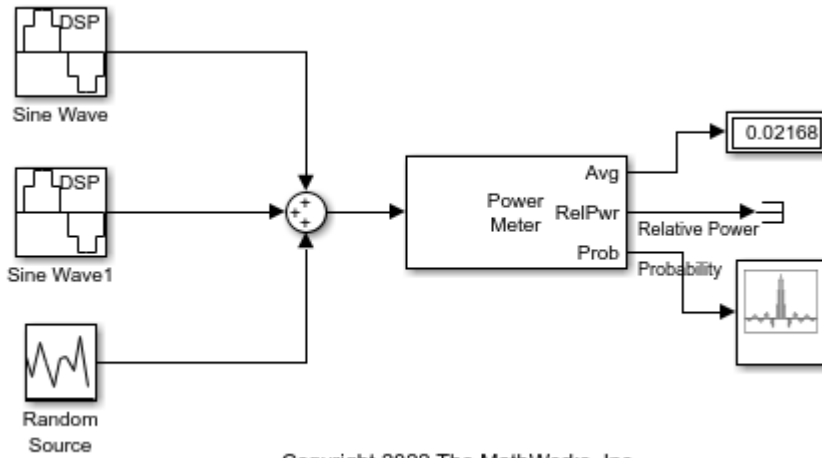 DSP
Sine Wave
DSP
Sine Wave1
Random
Source
+
+
+
Power
Meter
Avg
RelPwr
Prob
0.02168
Relative Power
Probability